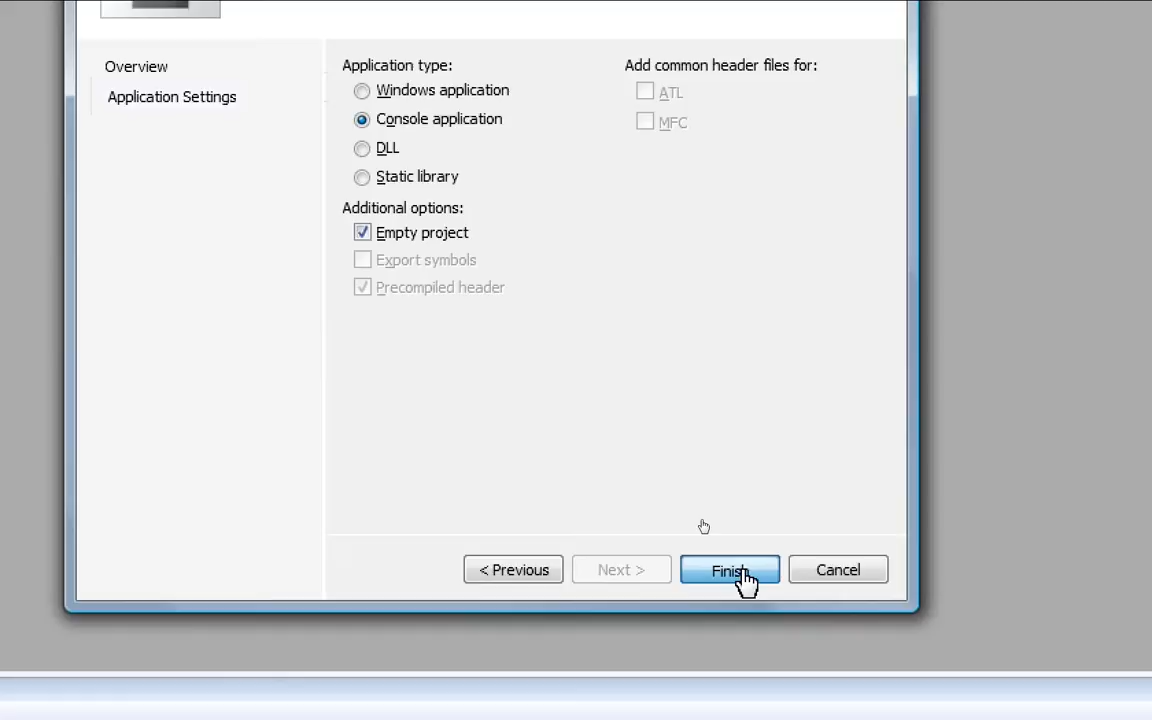 Overview
Application Settings
Application type:
Windows application
Console application
DLL
Static library
Additional options:
Empty project
Export symbols
Precompiled header
Add common header files for:
ATL
MFC
< Previous
Next >
Finish
Cancel